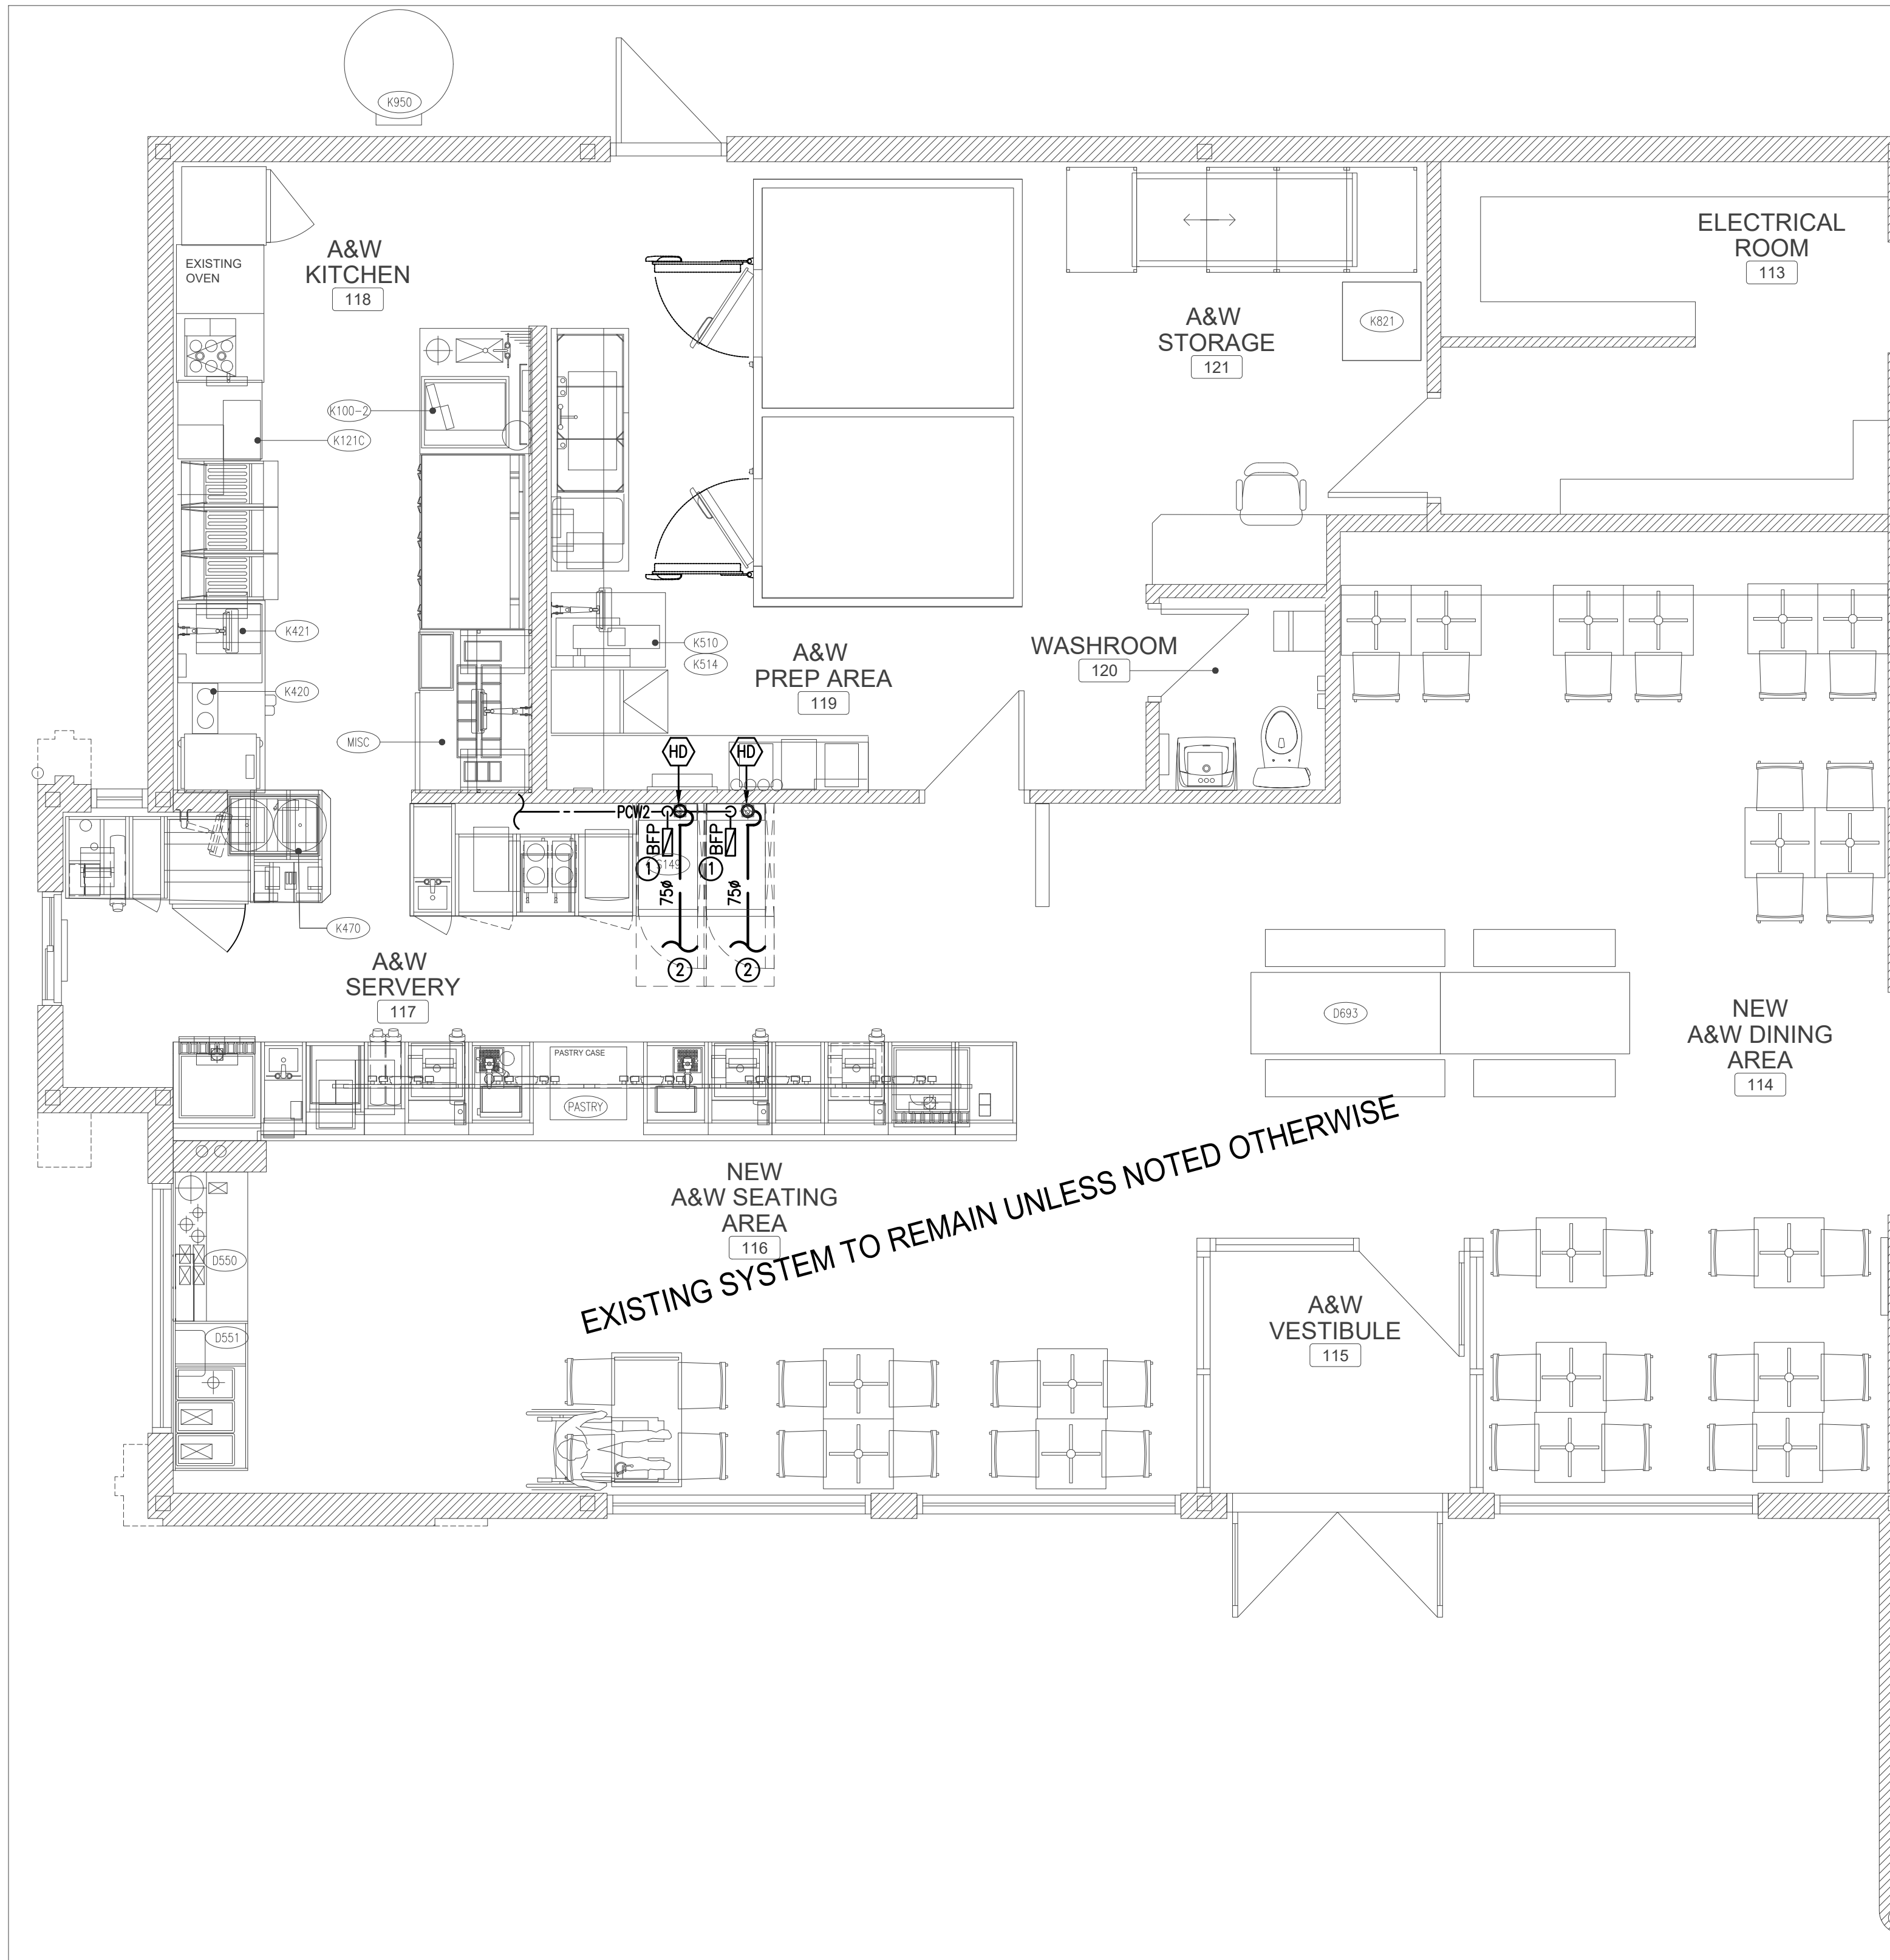 K950
A&W
KITCHEN
118
EXISTING
OVEN
ELECTRICAL
ROOM
113
A&W
STORAGE
121
K821
K100-2
K121C
K421
K420
MISC
K510
K514
A&W
PREP AREA
119
WASHROOM
120
HD
HD
PCW2
BFP
BFP
1
1
75ø
75ø
2
2
K470
A&W
SERVERY
117
D693
NEW
A&W DINING
AREA
114
PASTRY CASE
PASTRY
NEW
A&W SEATING
AREA
116
EXISTING SYSTEM TO REMAIN UNLESS NOTED OTHERWISE
D550
D551
A&W
VESTIBULE
115